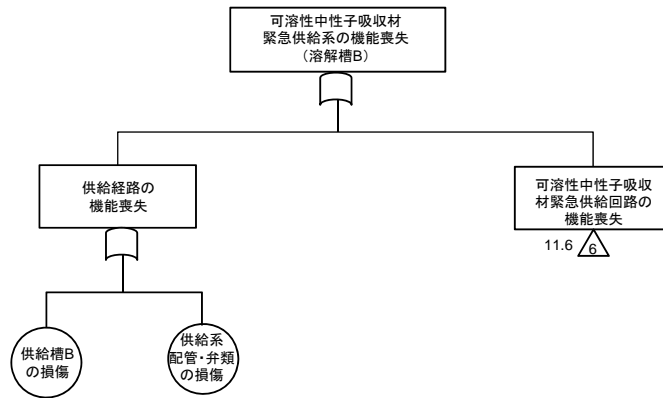 可溶性中性子吸収材
緊急供給系の機能喪失
（溶解槽B）
供給経路の
機能喪失
可溶性中性子吸収
材緊急供給回路の
機能喪失
11.6
6
供給槽B
の損傷
供給系
配管・弁類
の損傷